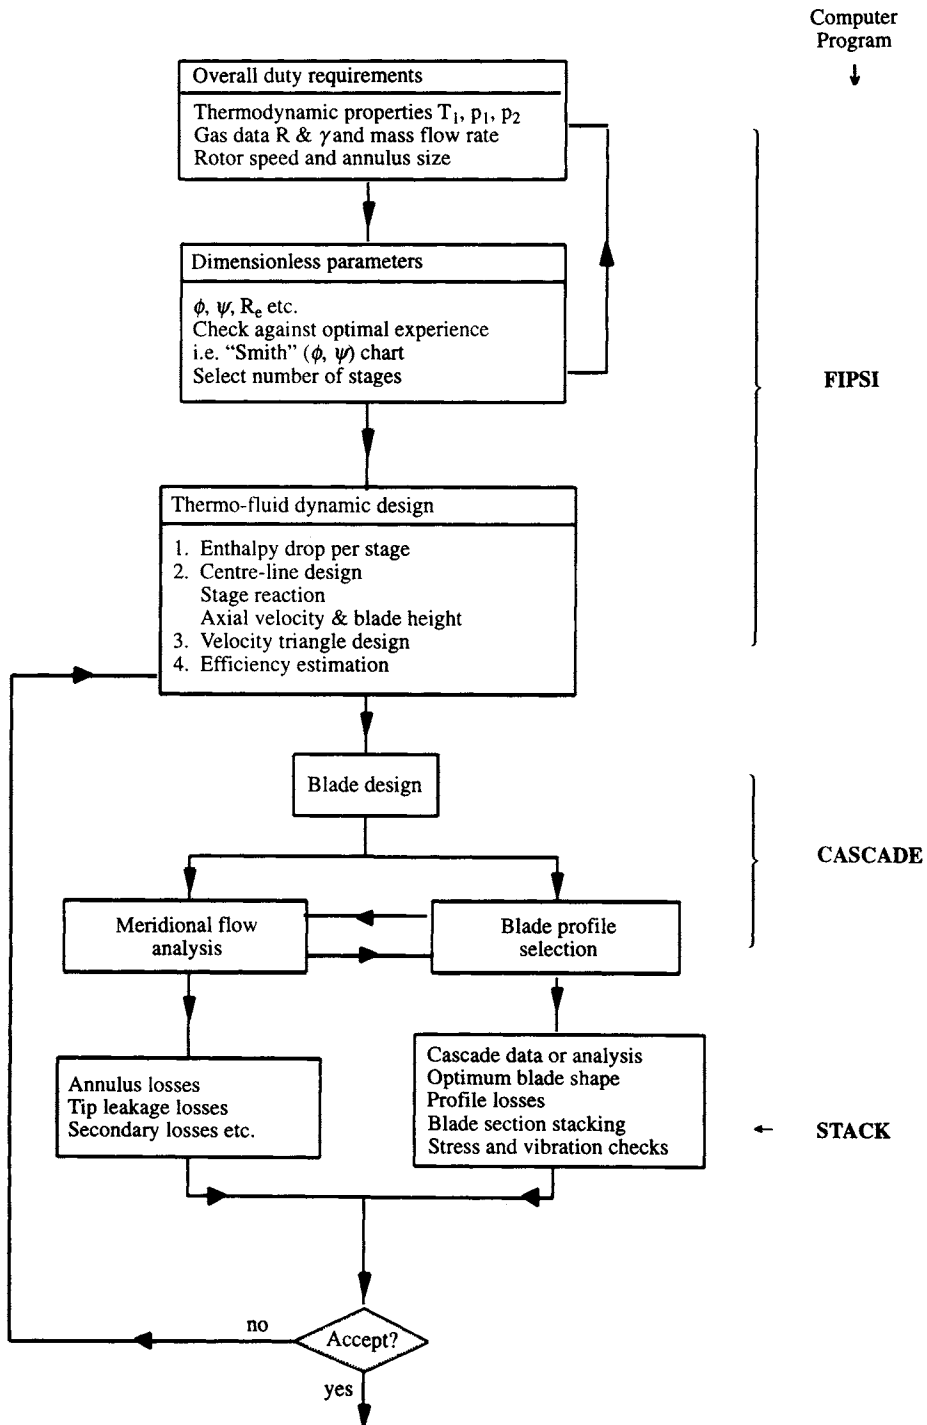 Computer
Program
Overall duty requirements
Thermodynamic properties T₁, p₁, p₂
Gas data R & γ and mass flow rate
Rotor speed and annulus size
Dimensionless parameters
ϕ, ψ, Rₑ etc.
Check against optimal experience
i.e. “Smith” (ϕ, ψ) chart
Select number of stages
FIPSI
Thermo-fluid dynamic design
1. Enthalpy drop per stage
2. Centre-line design
Stage reaction
Axial velocity & blade height
3. Velocity triangle design
4. Efficiency estimation
Blade design
CASCADE
Meridional flow
analysis
Blade profile
selection
Annulus losses
Tip leakage losses
Secondary losses etc.
Cascade data or analysis
Optimum blade shape
Profile losses
Blade section stacking
Stress and vibration checks
STACK
no
Accept?
yes